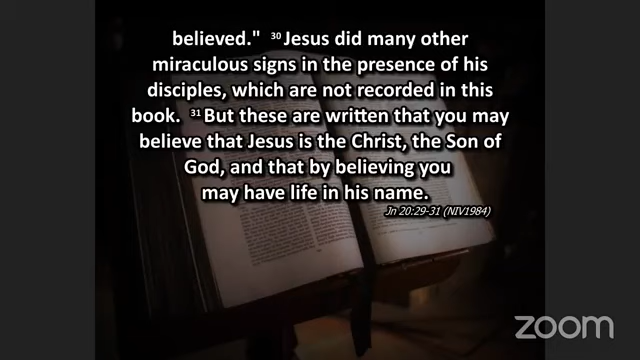 believed." ³⁰ Jesus did many other
miraculous signs in the presence of his
disciples, which are not recorded in this
book. ³¹ But these are written that you may
believe that Jesus is the Christ, the Son of
God, and that by believing you
may have life in his name.
Jn 20:29-31 (NIV1984)
zoom